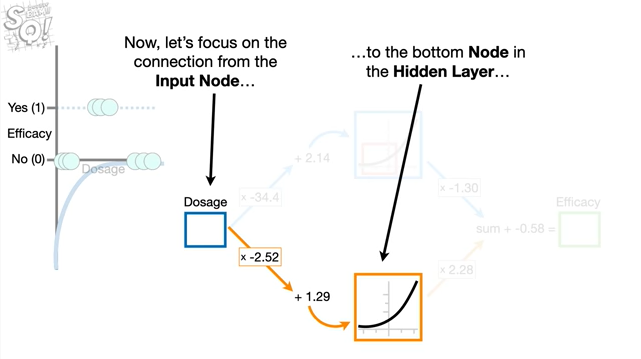 Now, let's focus on the
connection from the
Input Node…
…to the bottom Node in
the Hidden Layer…
Yes (1)
Efficacy
No (0)
Dosage
+ 2.14
x -34.4
x -1.30
Dosage
Efficacy
sum + -0.58 =
x -2.52
x 2.28
+ 1.29